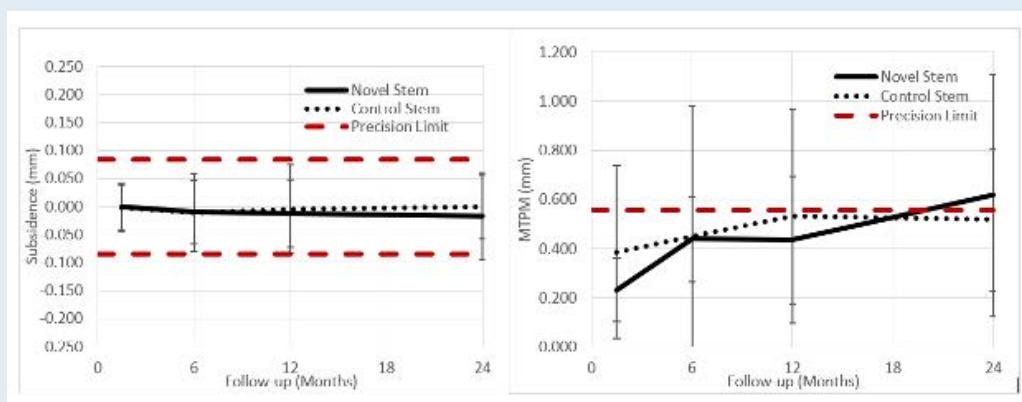 0.250
0.200
0.150
0.100
0.050
0.000
-0.050
-0.100
-0.150
-0.200
0.250
Subsidence (mm)
Novel Stem
Control Stem
Precision Limit
0
6
12
18
24
Follow-up (Months)
1.200
1.000
0.800
0.600
0.400
0.200
0.000
MTPM (mm)
Novel Stem
Control Stem
Precision Limit
0
6
12
18
24
Follow-up (Months)